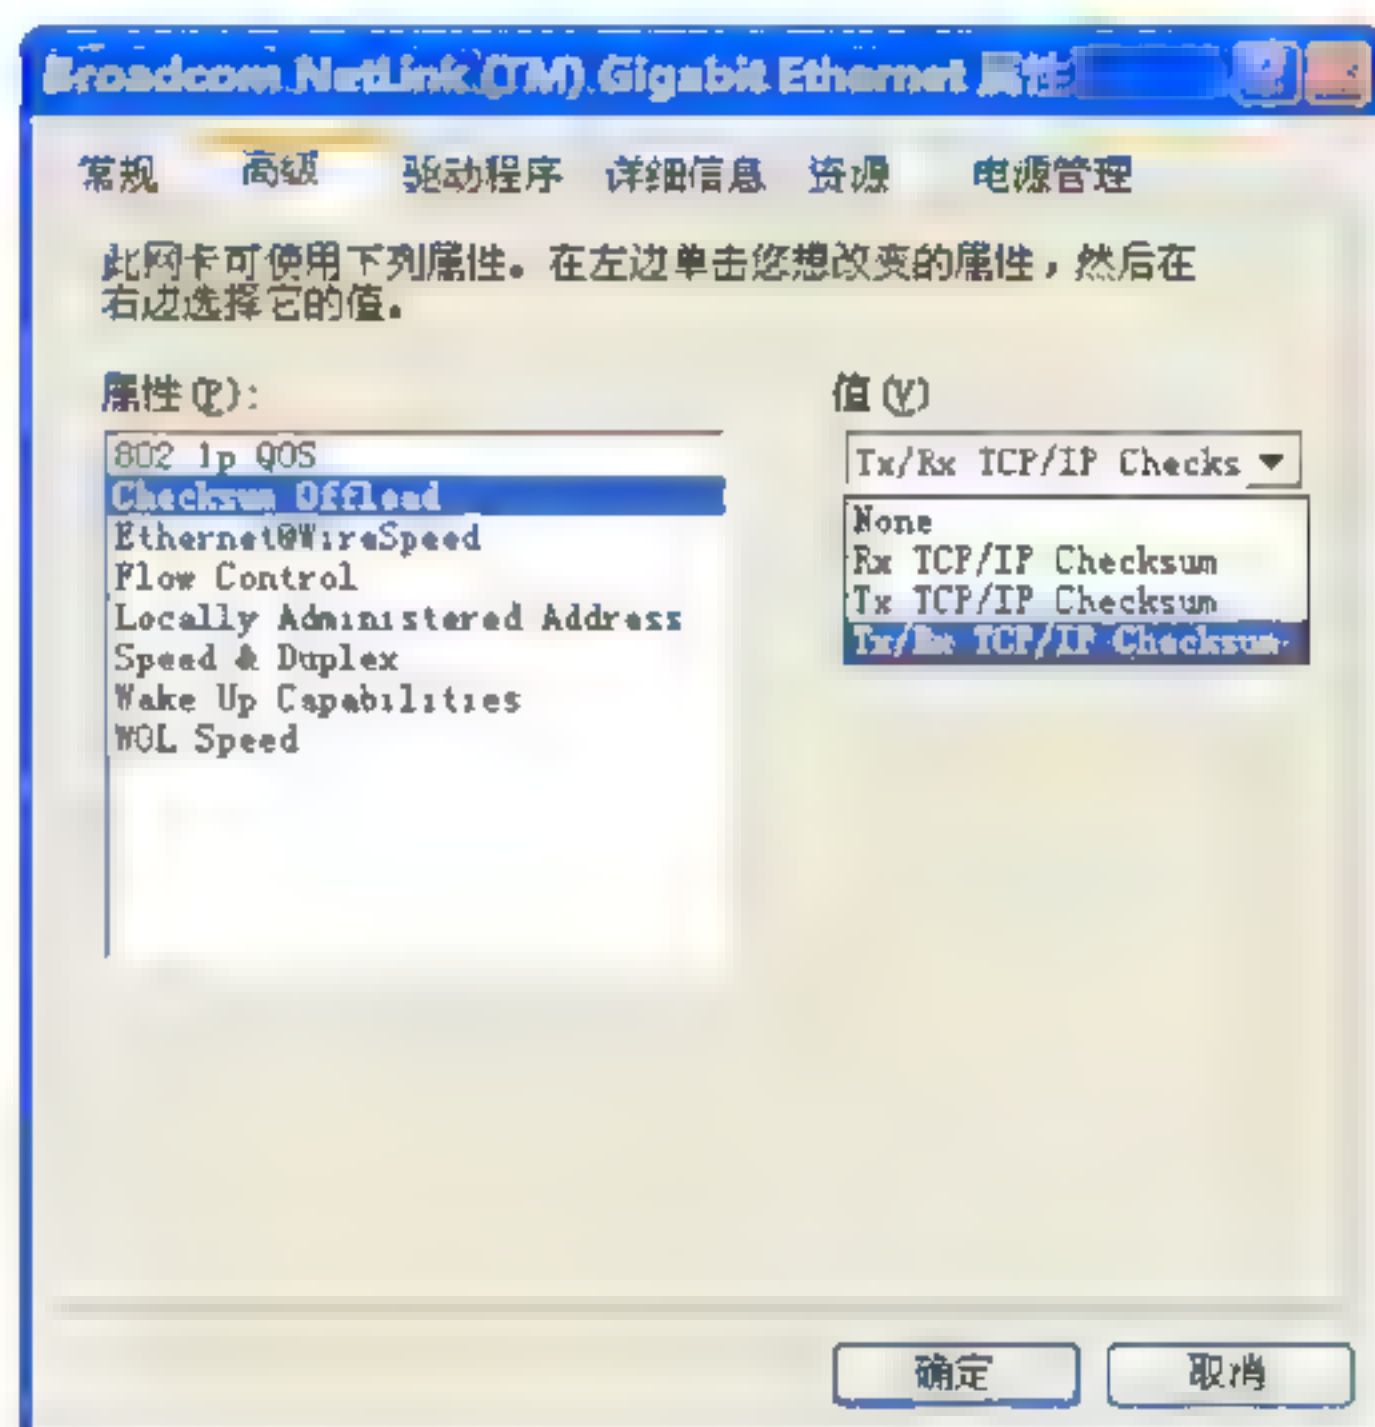 Broadcom NetLink (TM) Gigabit Ethernet 属性
常规 高级 驱动程序 详细信息 资源 电源管理
此网卡可使用下列属性。在左边单击您想改变的属性，然后在
右边选择它的值。
属性(P):
值(V)
802 1p QOS
Checksum Offload
Ethernet@WireSpeed
Flow Control
Locally Administered Address
Speed & Duplex
Wake Up Capabilities
WOL Speed
Tx/Rx TCP/IP Checks
None
Rx TCP/IP Checksum
Tx TCP/IP Checksum
Tx/Rx TCP/IP Checksum
确定 取消